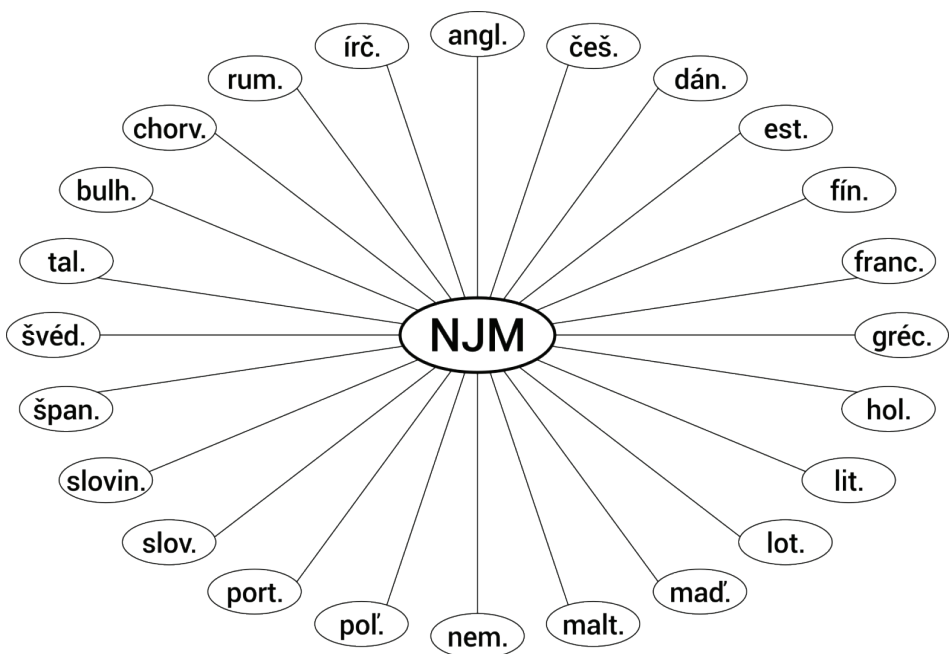 angl.
češ.
dán.
est.
fín.
franc.
gréc.
hol.
lit.
lot.
maď.
malt.
nem.
poľ.
port.
slov.
slovin.
špan.
švéd.
tal.
bulh.
chorv.
rum.
írč.
NJM